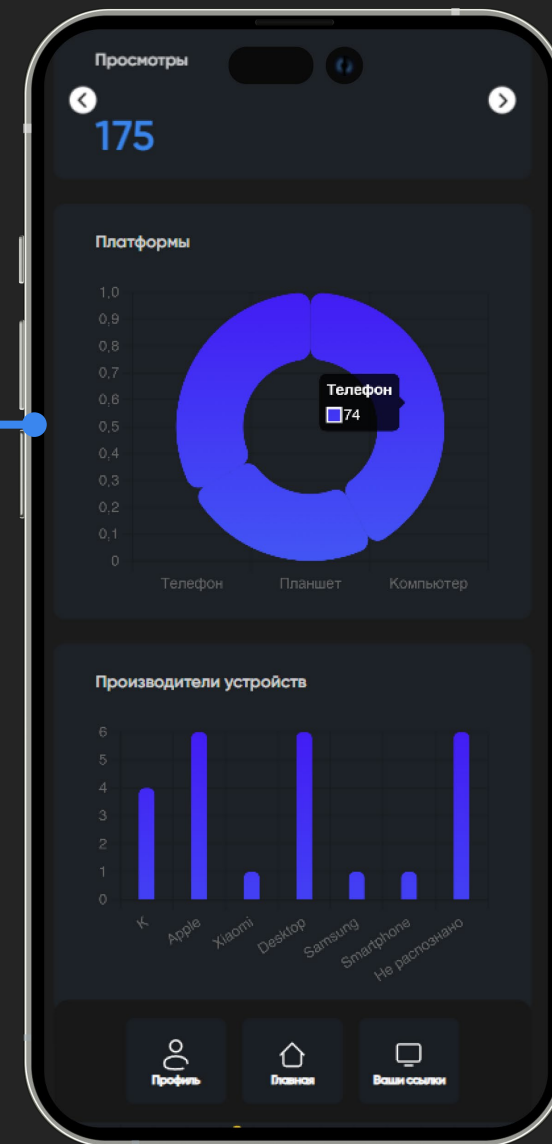 Просмотры
175
Платформы
1,0
0,9
0,8
0,7
0,6
0,5
0,4
0,3
0,2
0,1
0
Телефон
74
Телефон Планшет Компьютер
Производители устройств
6
5
4
3
2
1
0
K Apple Xiaomi Desktop Samsung Smartphone Не распознано
Профиль Главная Ваши ссылки